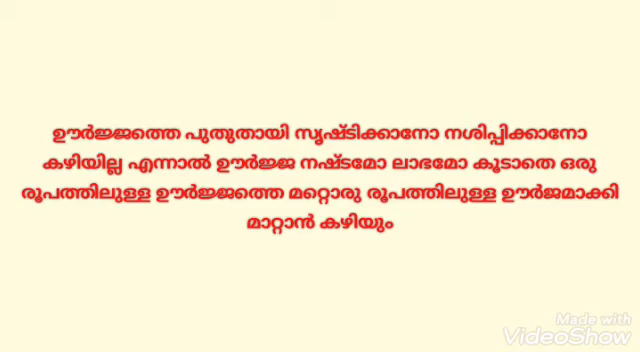 ഊർജ്ജത്തെ പുതുതായി സൃഷ്ടിക്കാനോ നശിപ്പിക്കാനോ
കഴിയില്ല എന്നാൽ ഊർജ്ജ നഷ്ടമോ ലാഭമോ കൂടാതെ ഒരു
രൂപത്തിലുള്ള ഊർജ്ജത്തെ മറ്റൊരു രൂപത്തിലുള്ള ഊർജമാക്കി
മാറ്റാൻ കഴിയും
Made with
VideoShow